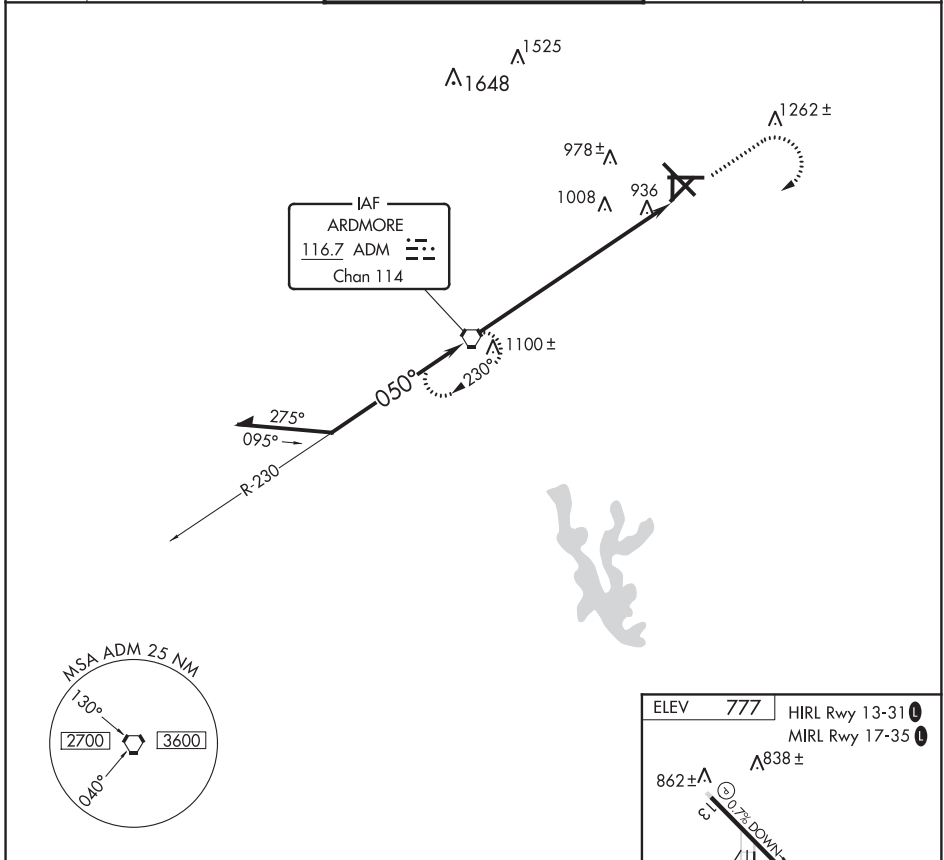 1525
1648
1262 ±
978 ±
1008
936
IAF
ARDMORE
116.7 ADM
Chan 114
1100 ±
050°
230°
275°
095°
R-230
MSA ADM 25 NM
130°
2700
3600
040°
ELEV 777
HIRL Rwy 13-31 L
MIRL Rwy 17-35 L
838 ±
862 ±
P
13
0.7% DOWN